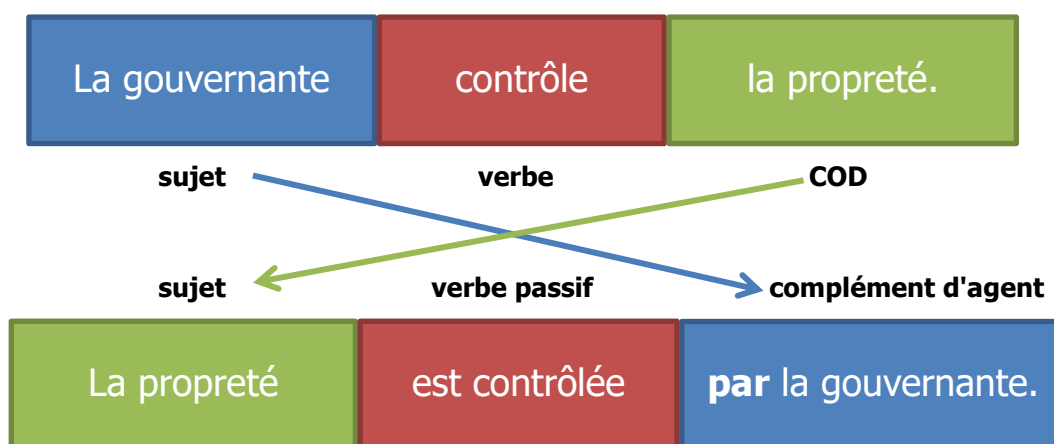 La gouvernante contrôle la propreté.
sujet verbe COD
sujet verbe passif complément d'agent
La propreté est contrôlée par la gouvernante.